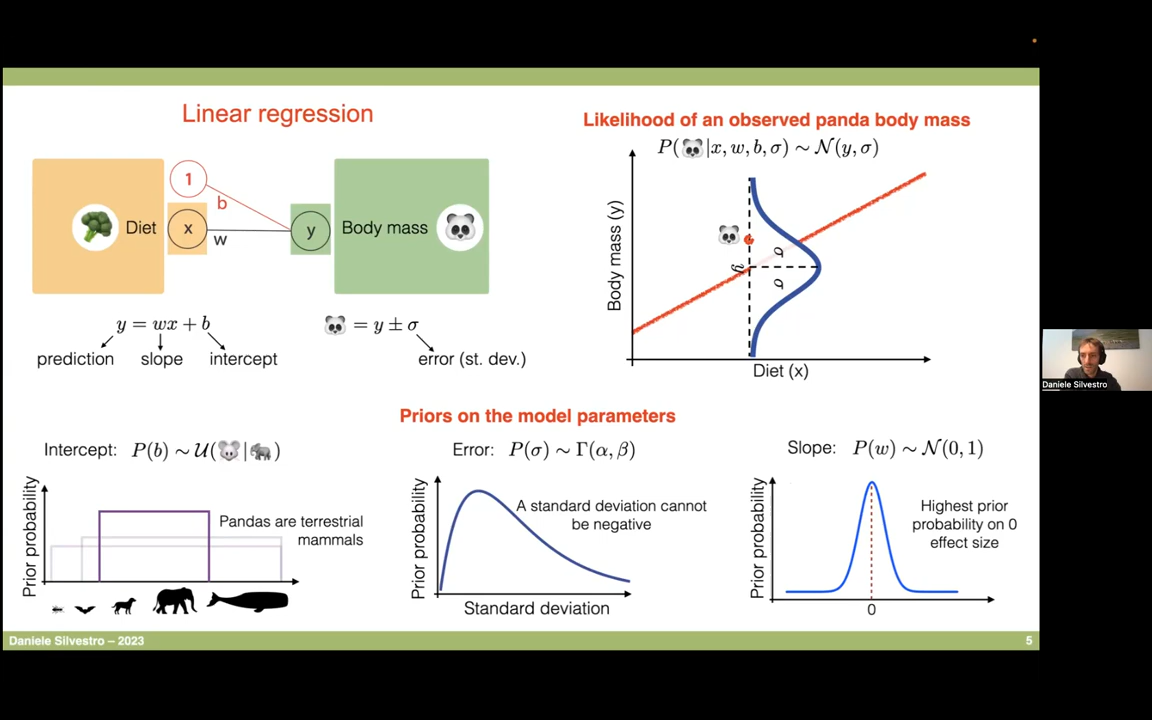 Linear regression
1
b
Diet
x
w
y
Body mass
y = wx + b
prediction
slope
intercept
🐼 = y ± σ
error (st. dev.)
Likelihood of an observed panda body mass
P(🐼|x, w, b, σ) ∼ 𝒩(y, σ)
Body mass (y)
σ
y
σ
Diet (x)
Priors on the model parameters
Intercept: P(b) ∼ 𝒰(🐭|🐘)
Prior probability
Pandas are terrestrial
mammals
Error: P(σ) ∼ Γ(α, β)
Prior probability
A standard deviation cannot
be negative
Standard deviation
Slope: P(w) ∼ 𝒩(0, 1)
Prior probability
Highest prior
probability on 0
effect size
0
Daniele Silvestro – 2023
5
Daniele Silvestro